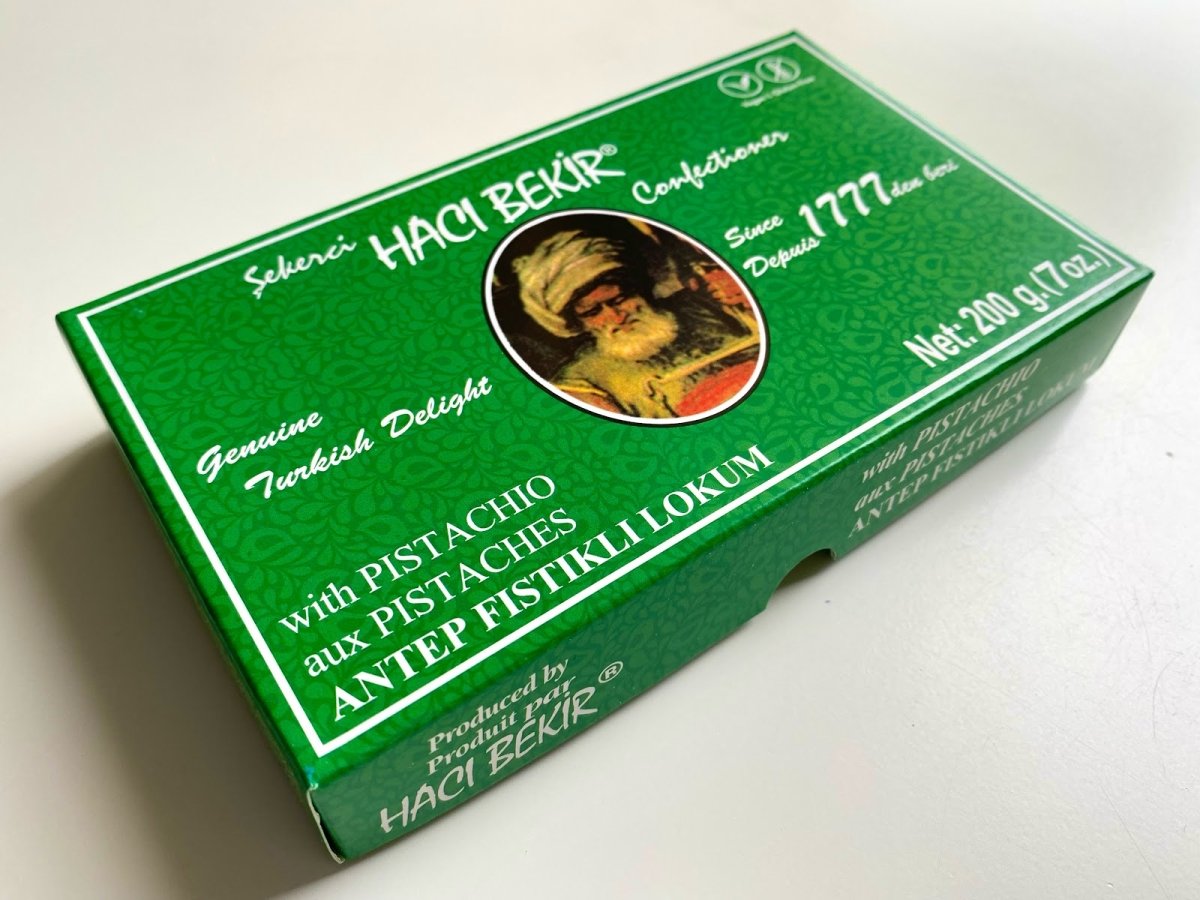 Şekerci HACI BEKİR® Confectioner
Since
Depuis 1777 den beri
Net: 200 g.(7 oz.)
Genuine
Turkish Delight
with PISTACHIO
aux PISTACHES
ANTEP FISTIKLI LOKUM
Produced by
Produit par
HACI BEKİR ®
with PISTACHIO
aux PISTACHES
ANTEP FISTIKLI LOKUM